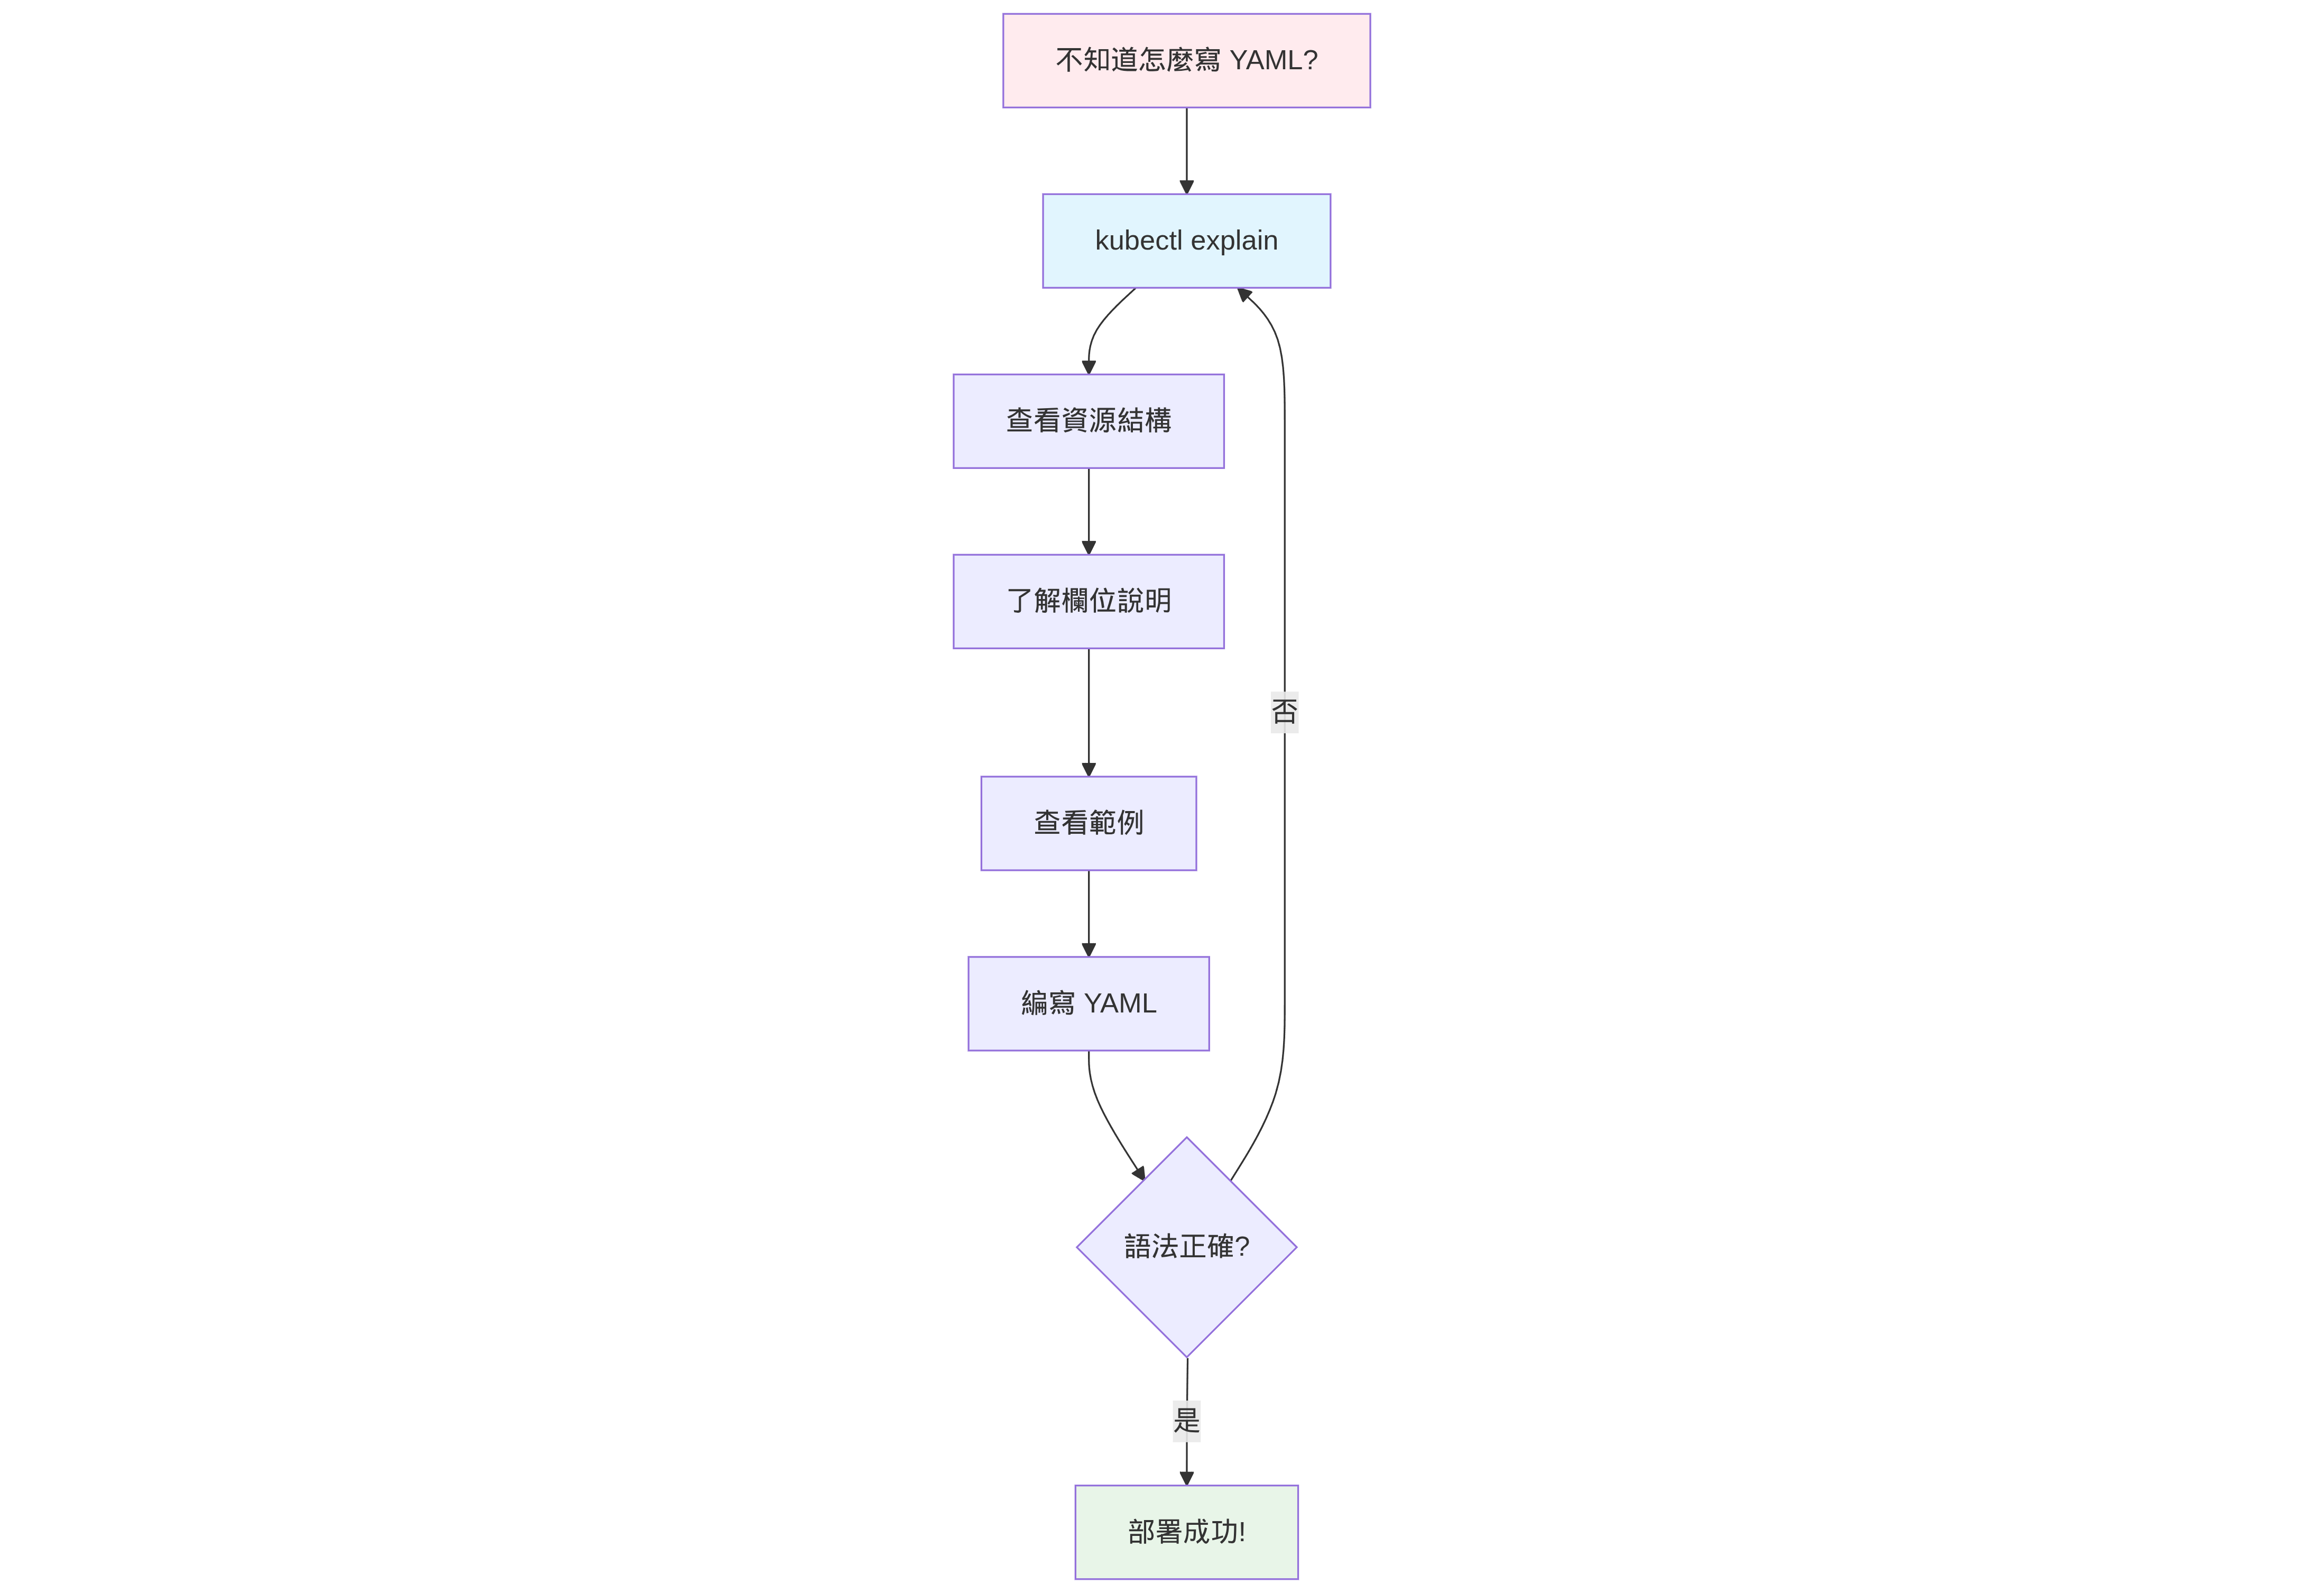 不知道怎麼寫 YAML?
kubectl explain
查看資源結構
了解欄位說明
否
查看範例
編寫 YAML
語法正確?
是
部署成功!